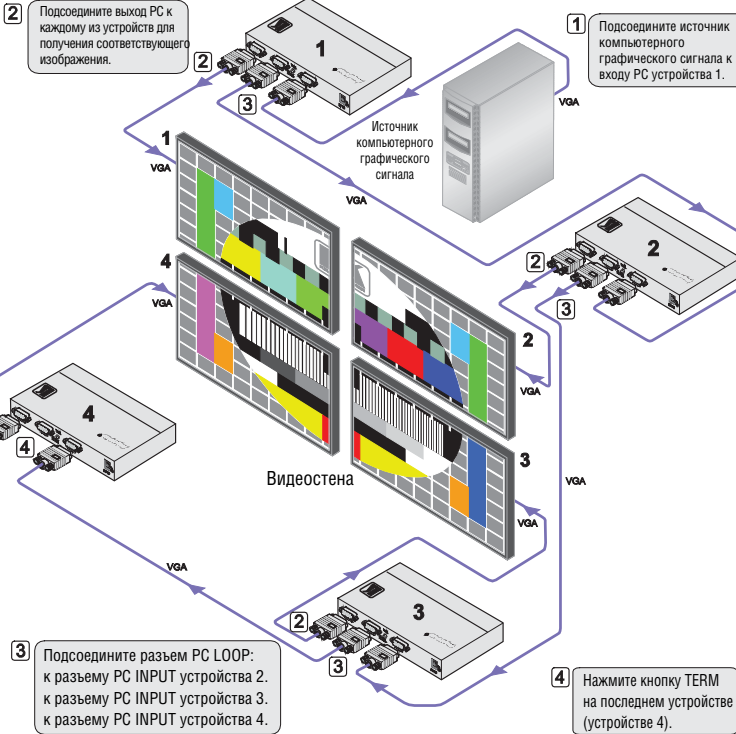 2
Подсоедините выход PC к
каждому из устройств для
получения соответствующего
изображения.
1
Подсоедините источник
компьютерного
графического сигнала к
входу PC устройства 1.
1
2
3
VGA
Источник
компьютерного
графического
сигнала
1
VGA
VGA
2
2
3
4
VGA
2
VGA
4
4
3
VGA
VGA
Видеостена
VGA
3
2
3
3
Подсоедините разъем PC LOOP:
к разъему PC INPUT устройства 2.
к разъему PC INPUT устройства 3.
к разъему PC INPUT устройства 4.
4
Нажмите кнопку TERM
на последнем устройстве
(устройстве 4).